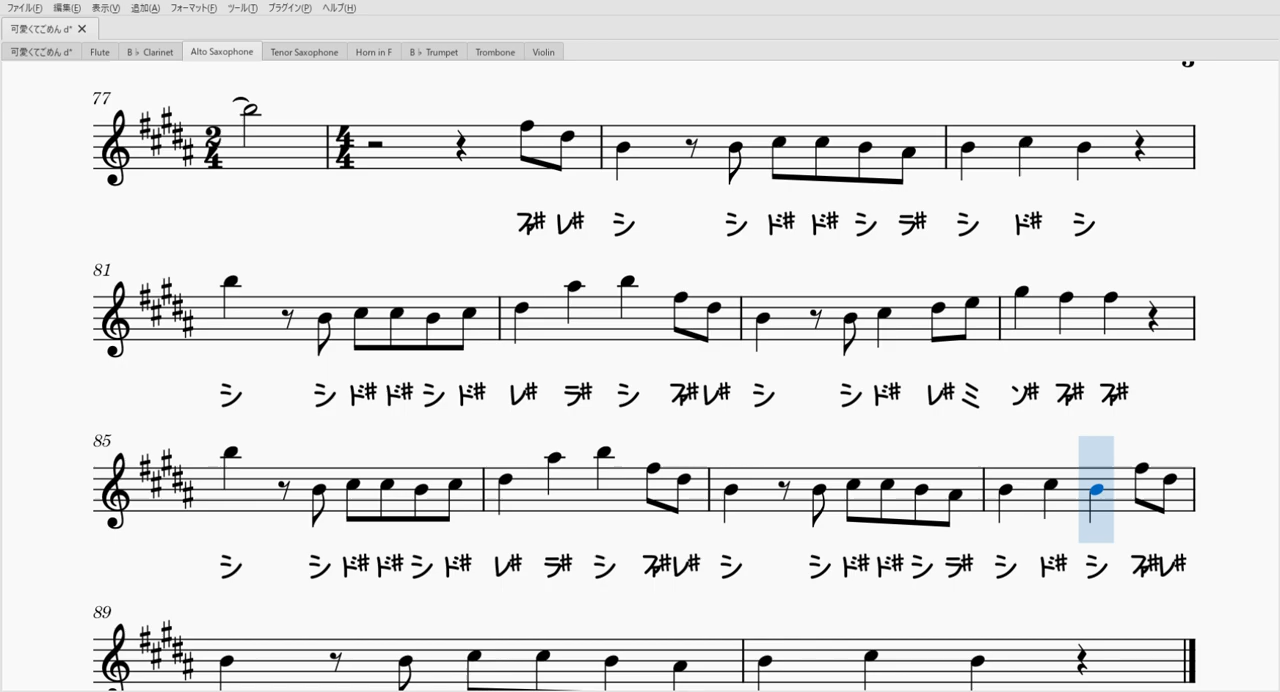 ファイル(F) 編集(E) 表示(V) 追加(A) フォーマット(F) ツール(T) プラグイン(P) ヘルプ(H)
可愛くてごめん d* ✕
可愛くてごめん d* Flute B♭ Clarinet Alto Saxophone Tenor Saxophone Horn in F B♭ Trumpet Trombone Violin
77
2 4 4 4
ファ# レ# シ シ ド# ド# シ ラ# シ ド# シ
81
シ シ ド# ド# シ ド# レ# ラ# シ ファ# レ# シ シ ド# レ# ミ ソ# ファ# ファ#
85
シ シ ド# ド# シ ド# レ# ラ# シ ファ# レ# シ シ ド# ド# シ ラ# シ ド# シ ファ# レ#
89